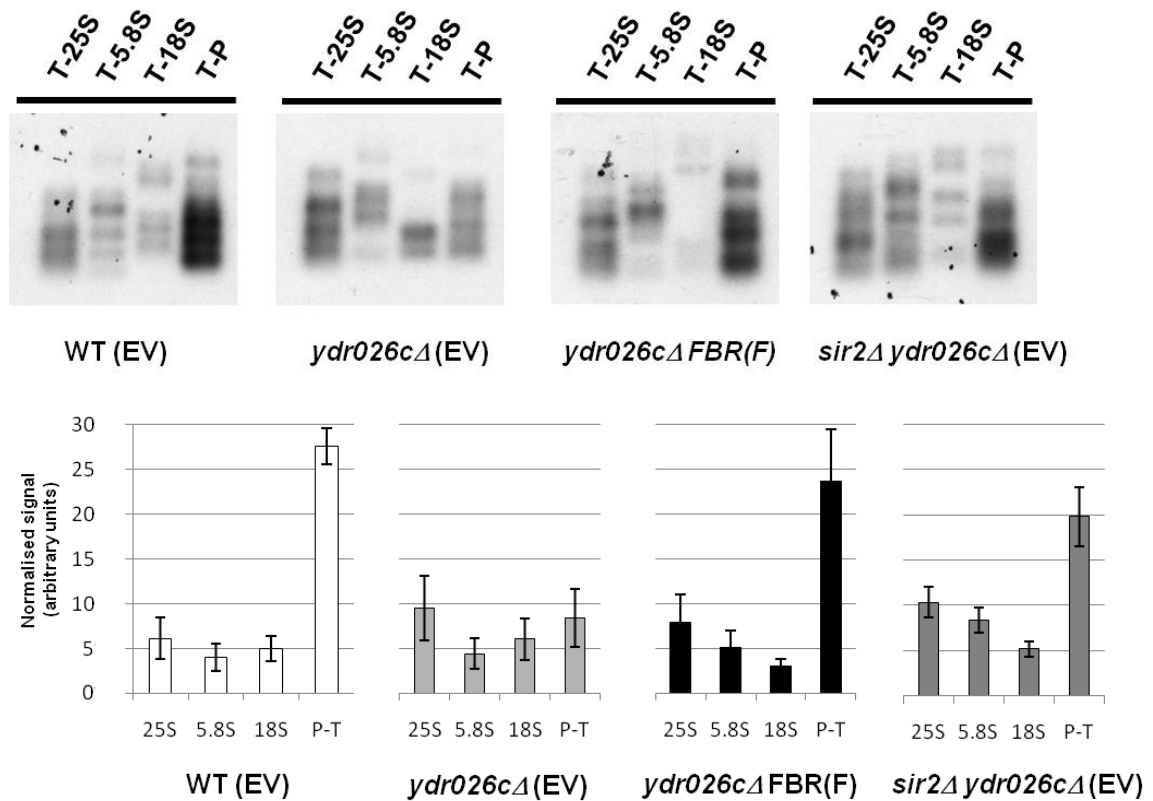 T-25S T-5.8S T-18S T-P
T-25S T-5.8S T-18S T-P
T-25S T-5.8S T-18S T-P
T-25S T-5.8S T-18S T-P
WT (EV)
ydr026cΔ (EV)
ydr026cΔ FBR(F)
sir2Δ ydr026cΔ (EV)
Normalised signal
(arbitrary units)
30
25
20
15
10
5
0
25S 5.8S 18S P-T
25S 5.8S 18S P-T
25S 5.8S 18S P-T
25S 5.8S 18S P-T
WT (EV)
ydr026cΔ (EV)
ydr026cΔ FBR(F)
sir2Δ ydr026cΔ (EV)